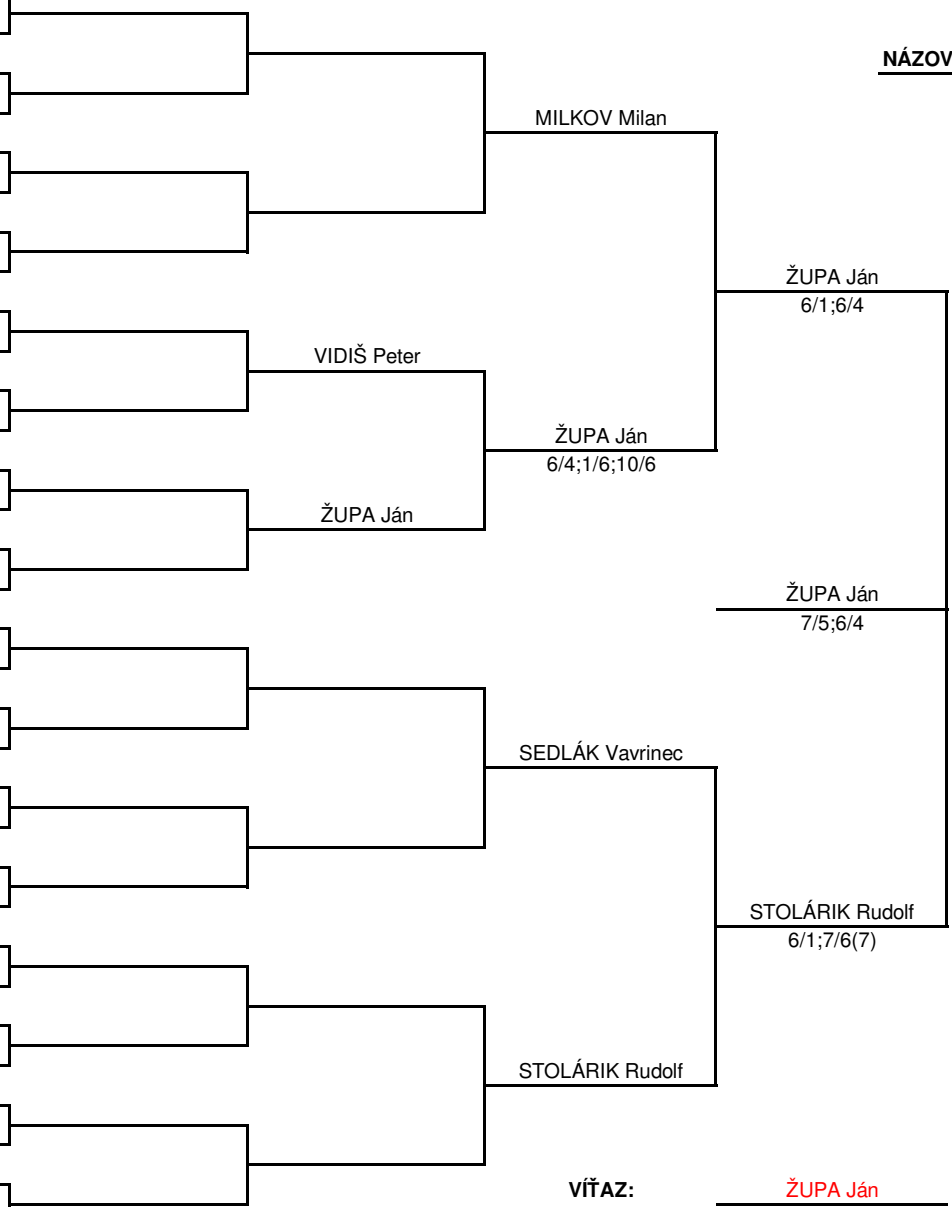 NÁZOV
MILKOV Milan
ŽUPA Ján
6/1;6/4
VIDIŠ Peter
ŽUPA Ján
6/4;1/6;10/6
ŽUPA Ján
ŽUPA Ján
7/5;6/4
SEDLÁK Vavrinec
STOLÁRIK Rudolf
6/1;7/6(7)
STOLÁRIK Rudolf
VÍŤAZ: ŽUPA Ján